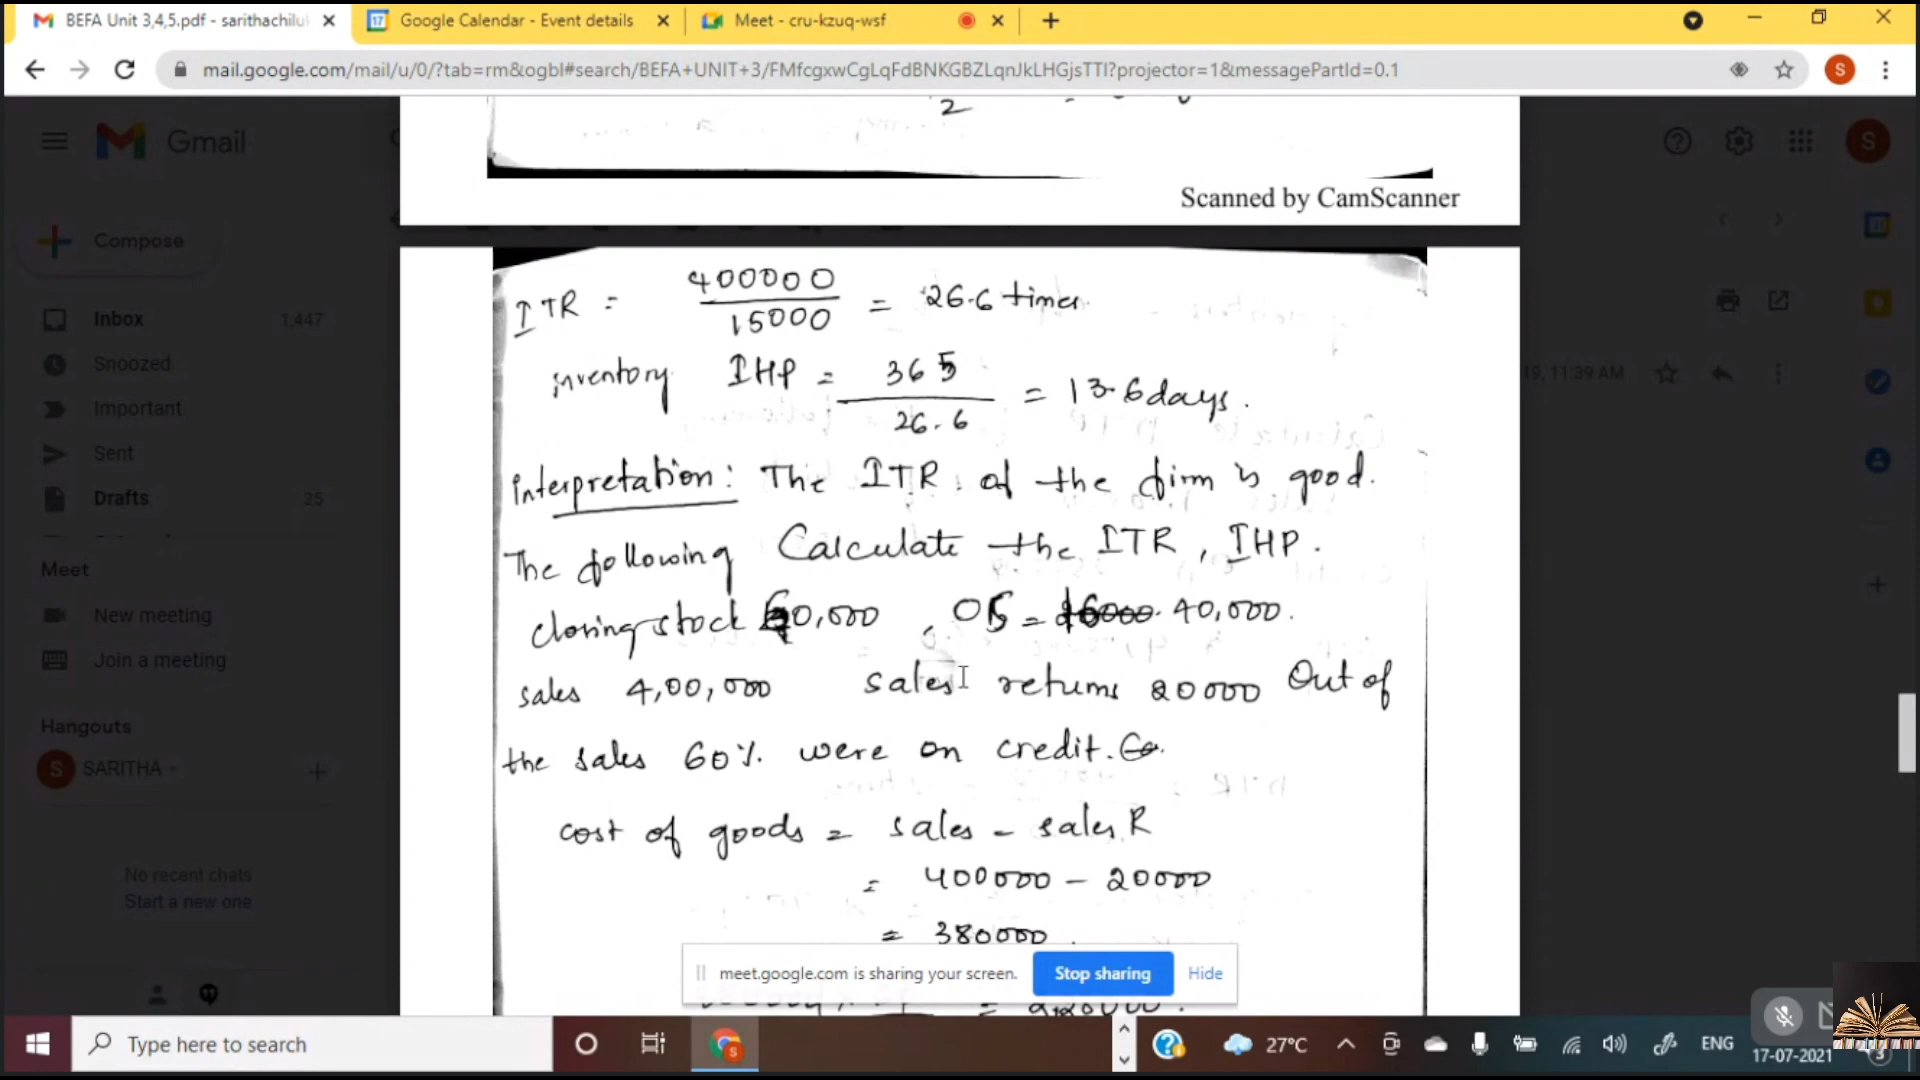 BEFA Unit 3,4,5.pdf - sarithachilu
Google Calendar - Event details
Meet - cru-kzuq-wsf
mail.google.com/mail/u/0/?tab=rm&ogbl#search/BEFA+UNIT+3/FMfcgxwCgLqFdBNKGBZLqnJkLHGjsTTI?projector=1&messagePartId=0.1
S
Gmail
S
Scanned by CamScanner
Compose
ITR = 400000 / 15000 = 26.6 times
Inbox 1,447
Snoozed
inventory IHP = 365 / 26.6 = 13.6 days.
19, 11:39 AM
Important
Sent
Interpretation: The ITR of the firm is good.
Drafts 25
The following Calculate the ITR, IHP.
Meet
New meeting
closing stock 0,000, OS = 16000 40,000.
Join a meeting
sales 4,00,000 sales returns 20000 Out of
Hangouts
the sales 60% were on credit.
S SARITHA
cost of goods = sales - sales R
No recent chats
= 400000 - 20000
Start a new one
= 380000
meet.google.com is sharing your screen. Stop sharing Hide
Type here to search
27°C
ENG
17-07-2021
3